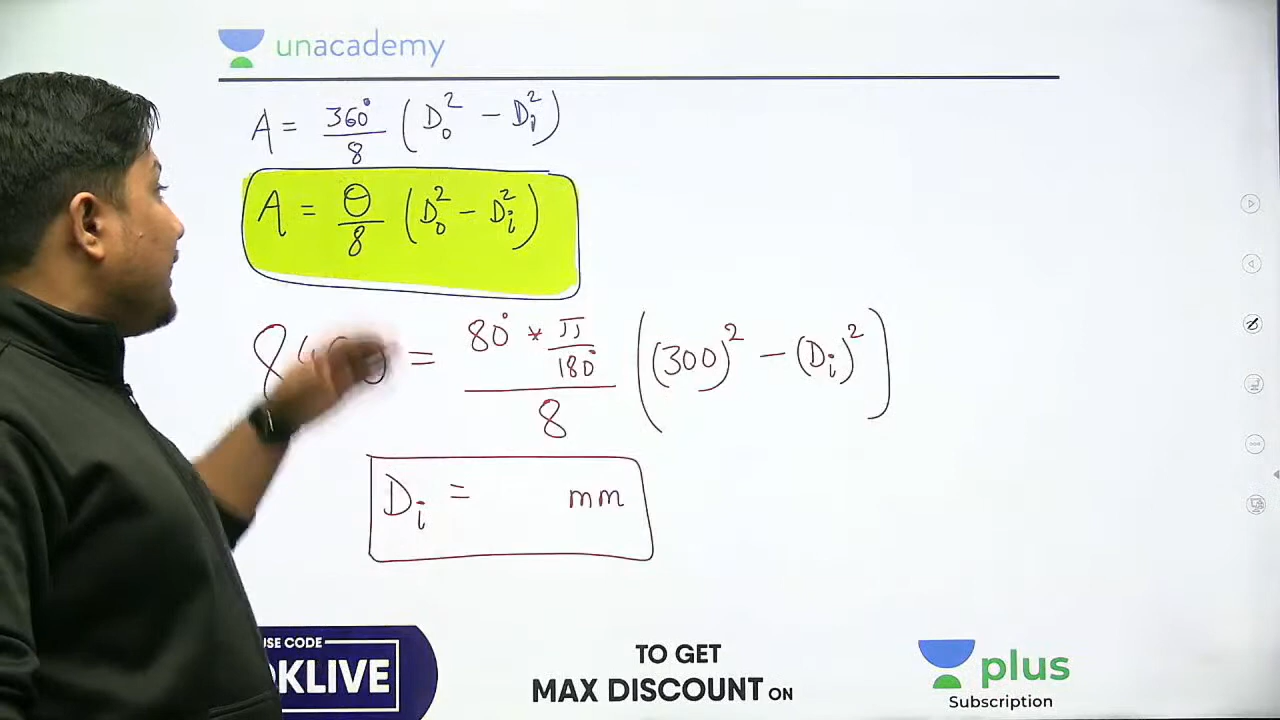 unacademy
A = 360°/8 (D₀² - Dᵢ²)
A = θ/8 (D₀² - Dᵢ²)
= 80° * π/180° / 8 ((300)² - (Dᵢ)²)
Dᵢ = mm
USE CODE
KLIVE
TO GET
MAX DISCOUNT ON
plus
Subscription